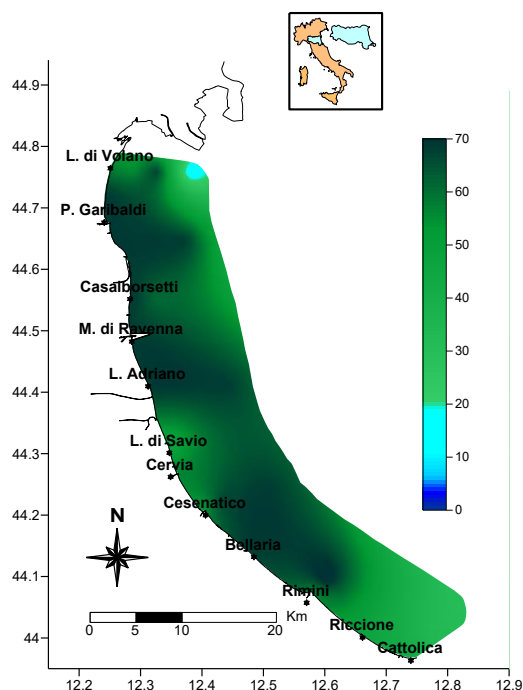 44.9
44.8
L. di Volano
70
44.7
P. Garibaldi
60
44.6
Casalborsetti
50
44.5
M. di Ravenna
40
44.4
L. Adriano
30
44.3
L. di Savio
20
Cervia
10
44.2
Cesenatico
0
N
Bellaria
44.1
Rimini
Km
0 5 10 20
Riccione
44
Cattolica
12.2 12.3 12.4 12.5 12.6 12.7 12.8 12.9